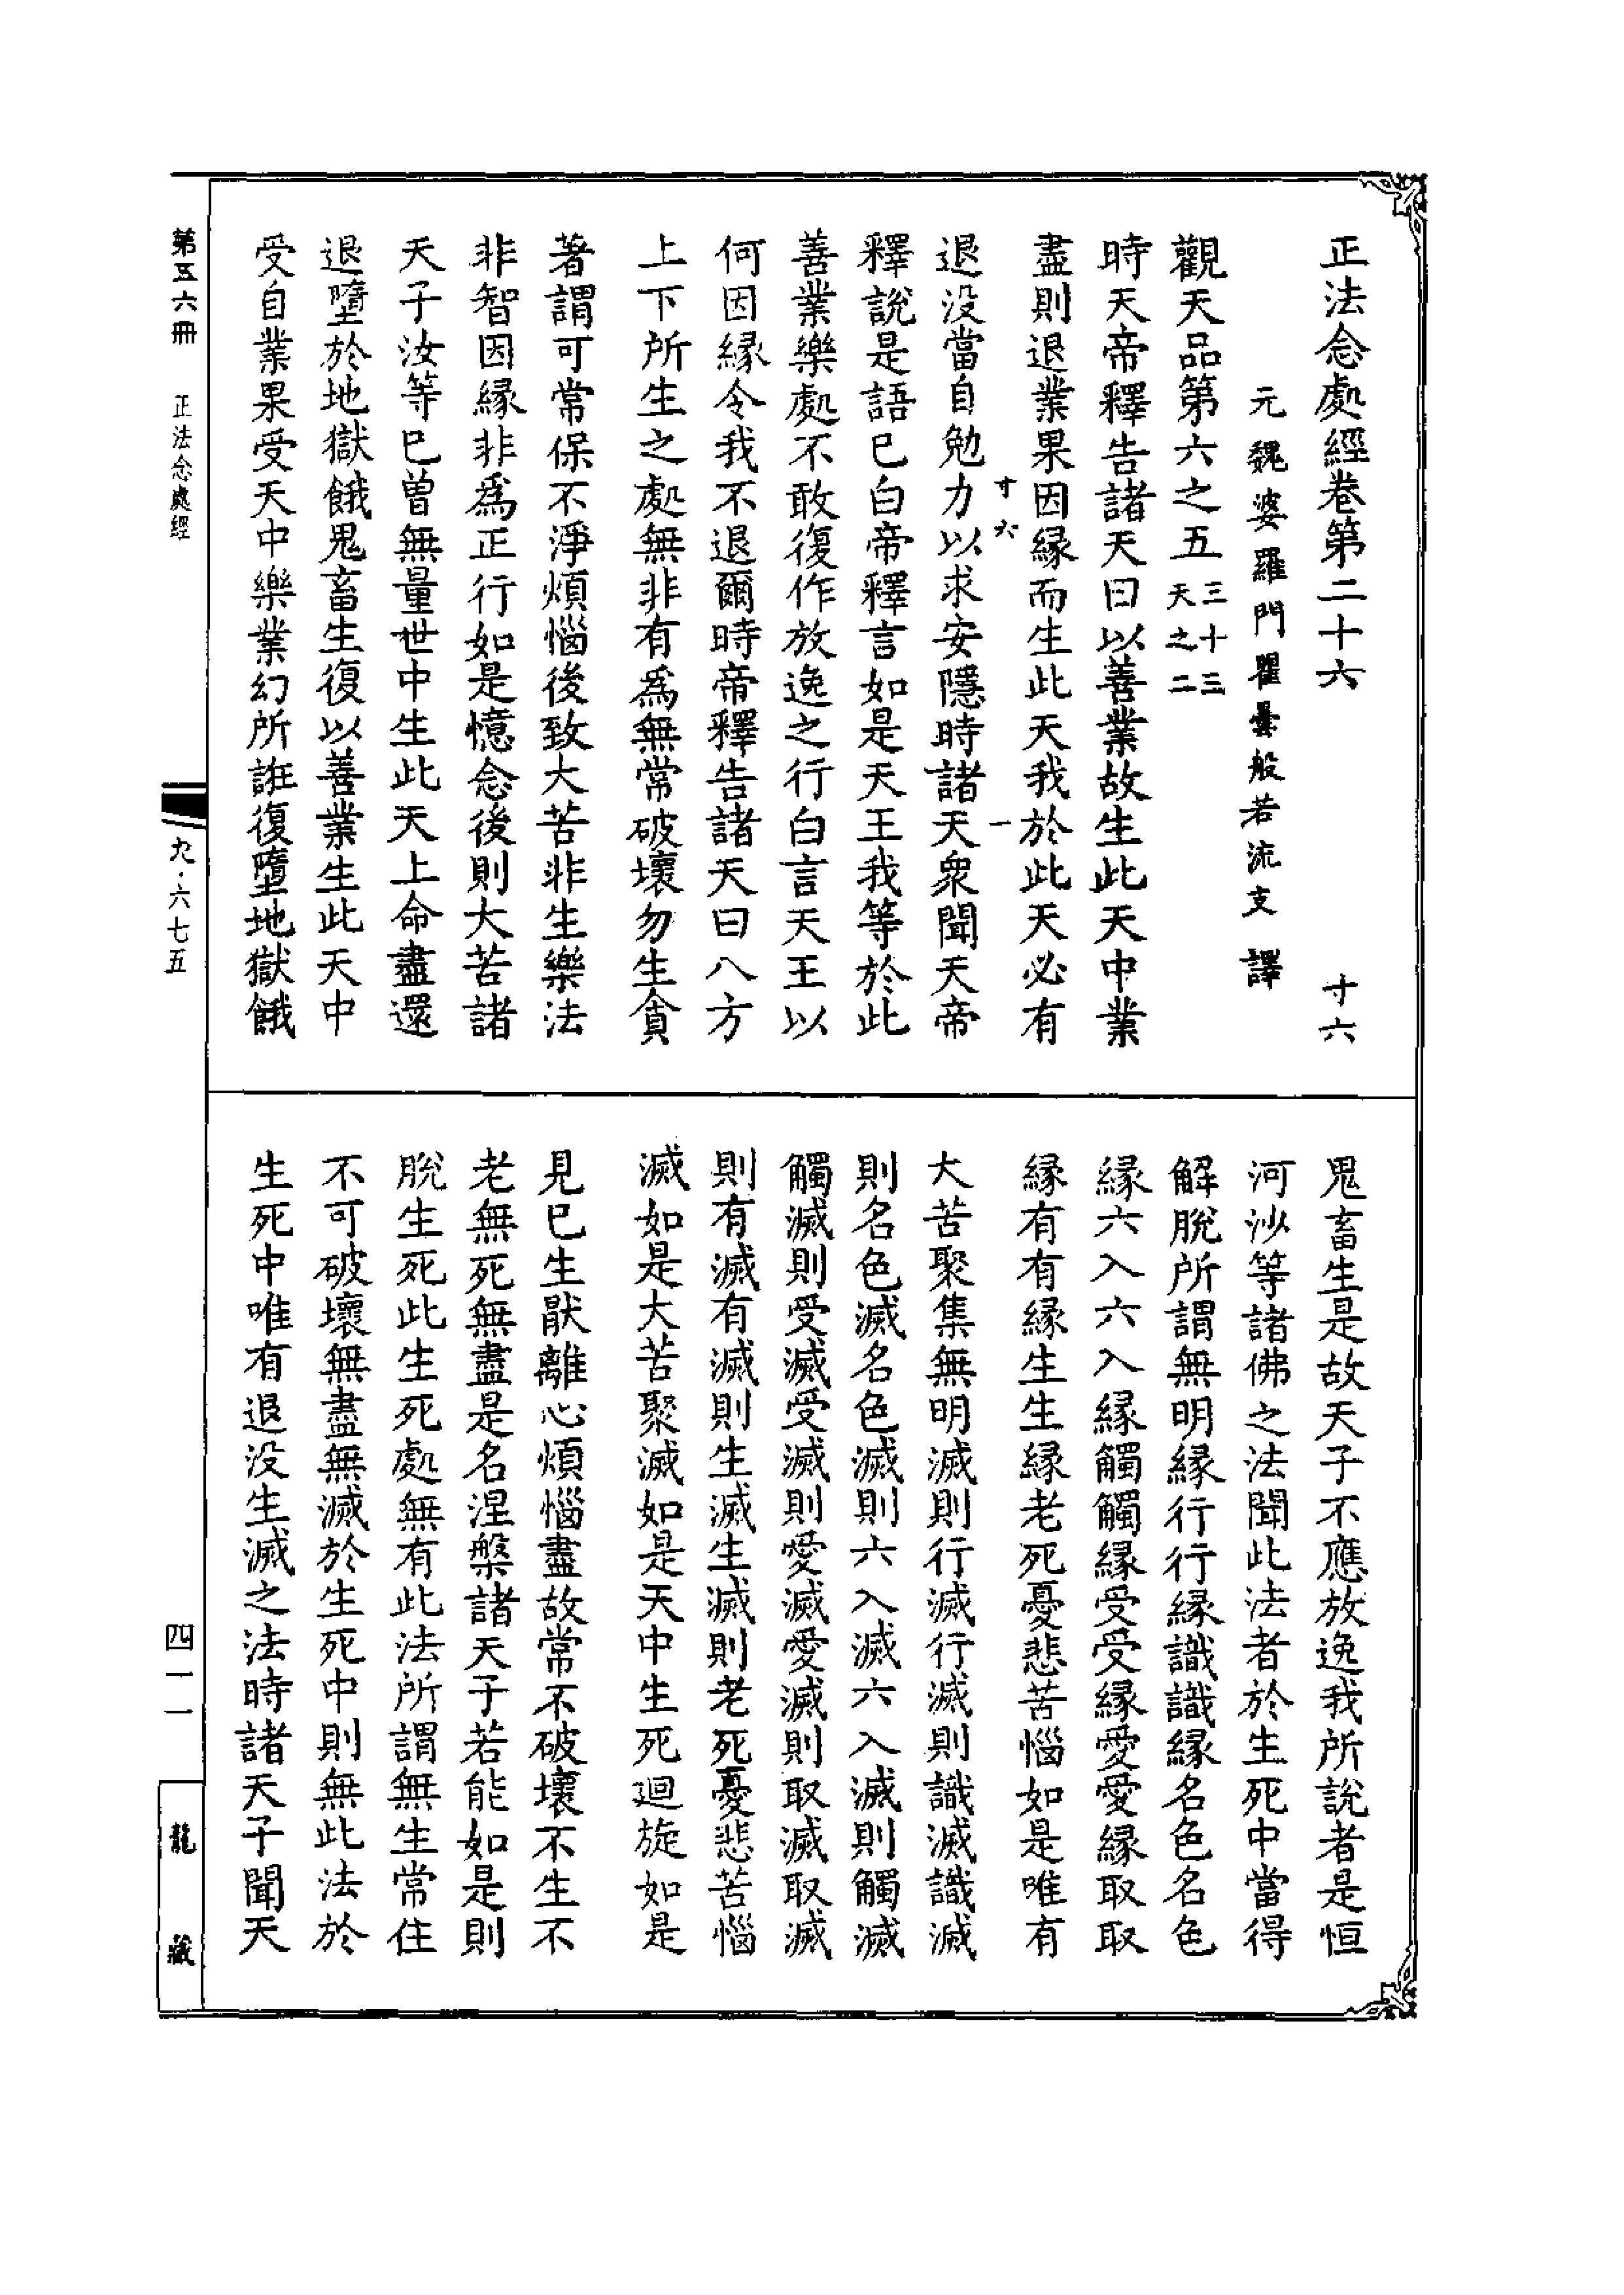 正法念處經卷第二十六 寸六
元魏婆羅門瞿曇般若流支 譯
觀天品第六之五 三十三天之二
時天帝釋告諸天曰以善業故生此天中業
盡則退業果因緣而生此天我於此天必有
寸六 一
退没當自勉力以求安隱時諸天衆聞天帝
釋說是語已白帝釋言如是天王我等於此
善業樂處不敢復作放逸之行白言天王以
何因緣令我不退爾時帝釋告諸天曰八方
上下所生之處無非有為無常破壞勿生貪
著謂可常保不淨煩惱後致大苦非生樂法
非智因緣非為正行如是憶念後則大苦諸
天子汝等已曾無量世中生此天上命盡還
退墮於地獄餓鬼畜生復以善業生此天中
受自業果受天中樂業幻所誑復墮地獄餓
鬼畜生是故天子不應放逸我所說者是恒
河沙等諸佛之法聞此法者於生死中當得
解脫所謂無明緣行行緣識識緣名色名色
緣六入六入緣觸觸緣受受緣愛愛緣取取
緣有有緣生生緣老死憂悲苦惱如是唯有
大苦聚集無明滅則行滅行滅則識滅識滅
則名色滅名色滅則六入滅六入滅則觸滅
觸滅則受滅受滅則愛滅愛滅則取滅取滅
則有滅有滅則生滅生滅則老死憂悲苦惱
滅如是大苦聚滅如是天中生死迴旋如是
見已生厭離心煩惱盡故常不破壞不生不
老無死無盡是名涅槃諸天子若能如是則
脫生死此生死處無有此法所謂無生常住
不可破壞無盡無滅於生死中則無此法於
生死中唯有退没生滅之法時諸天子聞天
第五六冊 正法念處經 九·六七五 四一一 龍藏